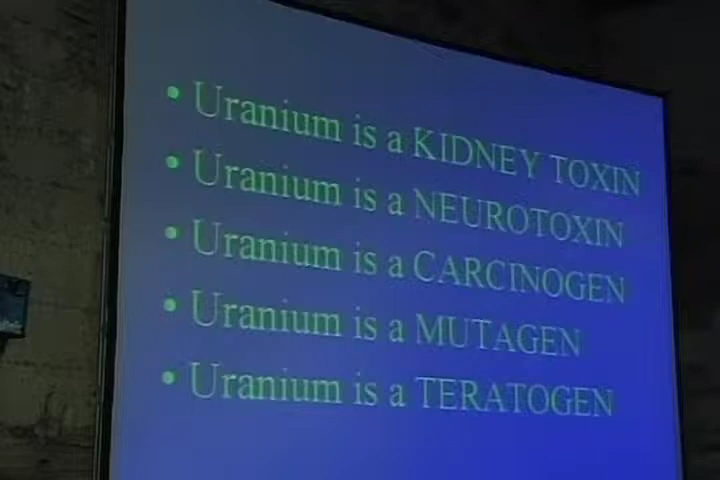 • Uranium is a KIDNEY TOXIN
• Uranium is a NEUROTOXIN
• Uranium is a CARCINOGEN
• Uranium is a MUTAGEN
• Uranium is a TERATOGEN